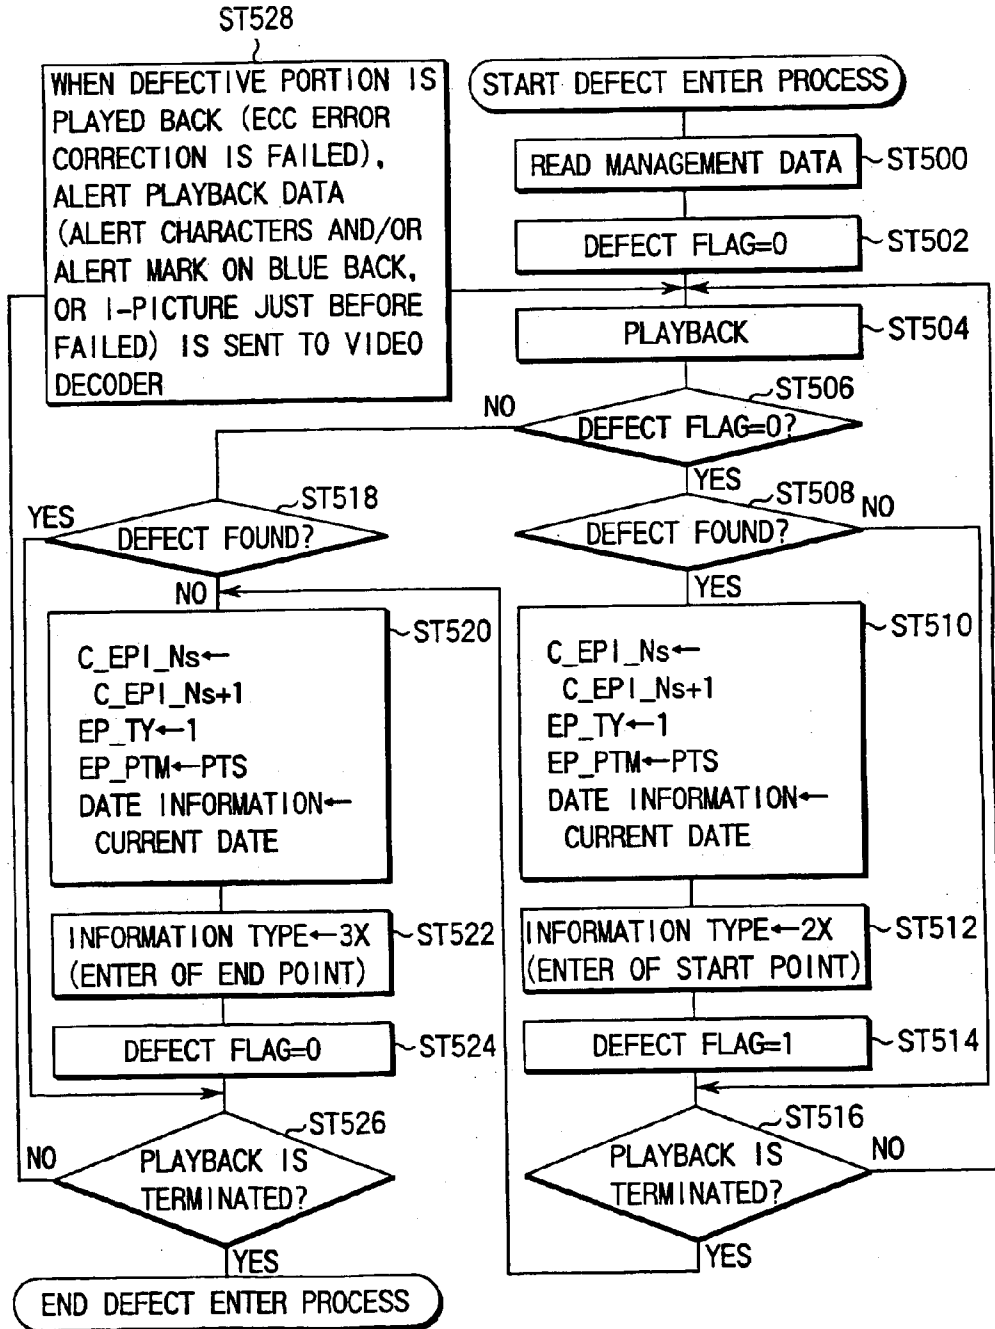 ST528
WHEN DEFECTIVE PORTION IS
PLAYED BACK (ECC ERROR
CORRECTION IS FAILED),
ALERT PLAYBACK DATA
(ALERT CHARACTERS AND/OR
ALERT MARK ON BLUE BACK,
OR I-PICTURE JUST BEFORE
FAILED) IS SENT TO VIDEO
DECODER
START DEFECT ENTER PROCESS
READ MANAGEMENT DATA
ST500
DEFECT FLAG=0
ST502
PLAYBACK
ST504
ST506
DEFECT FLAG=0?
NO
YES
ST518
DEFECT FOUND?
YES
NO
ST508
DEFECT FOUND?
NO
YES
ST520
C_EPI_Ns←
C_EPI_Ns+1
EP_TY←1
EP_PTM←PTS
DATE INFORMATION←
CURRENT DATE
ST510
C_EPI_Ns←
C_EPI_Ns+1
EP_TY←1
EP_PTM←PTS
DATE INFORMATION←
CURRENT DATE
INFORMATION TYPE←3X
(ENTER OF END POINT)
ST522
INFORMATION TYPE←2X
(ENTER OF START POINT)
ST512
DEFECT FLAG=0
ST524
DEFECT FLAG=1
ST514
ST526
PLAYBACK IS
TERMINATED?
NO
YES
ST516
PLAYBACK IS
TERMINATED?
NO
YES
END DEFECT ENTER PROCESS